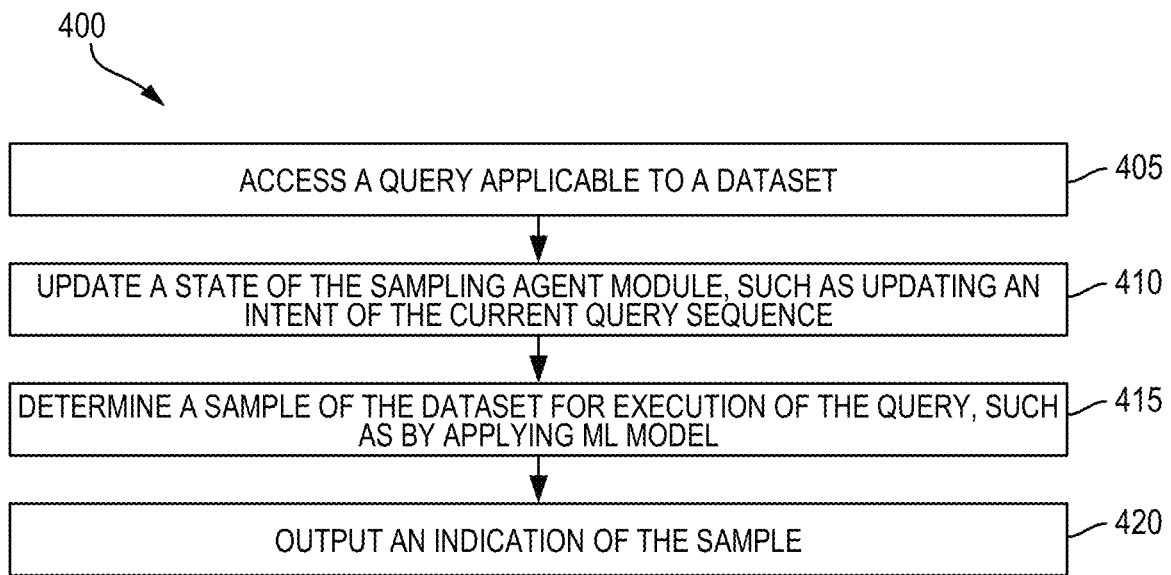 400
ACCESS A QUERY APPLICABLE TO A DATASET
405
UPDATE A STATE OF THE SAMPLING AGENT MODULE, SUCH AS UPDATING AN
INTENT OF THE CURRENT QUERY SEQUENCE
410
DETERMINE A SAMPLE OF THE DATASET FOR EXECUTION OF THE QUERY, SUCH
AS BY APPLYING ML MODEL
415
OUTPUT AN INDICATION OF THE SAMPLE
420